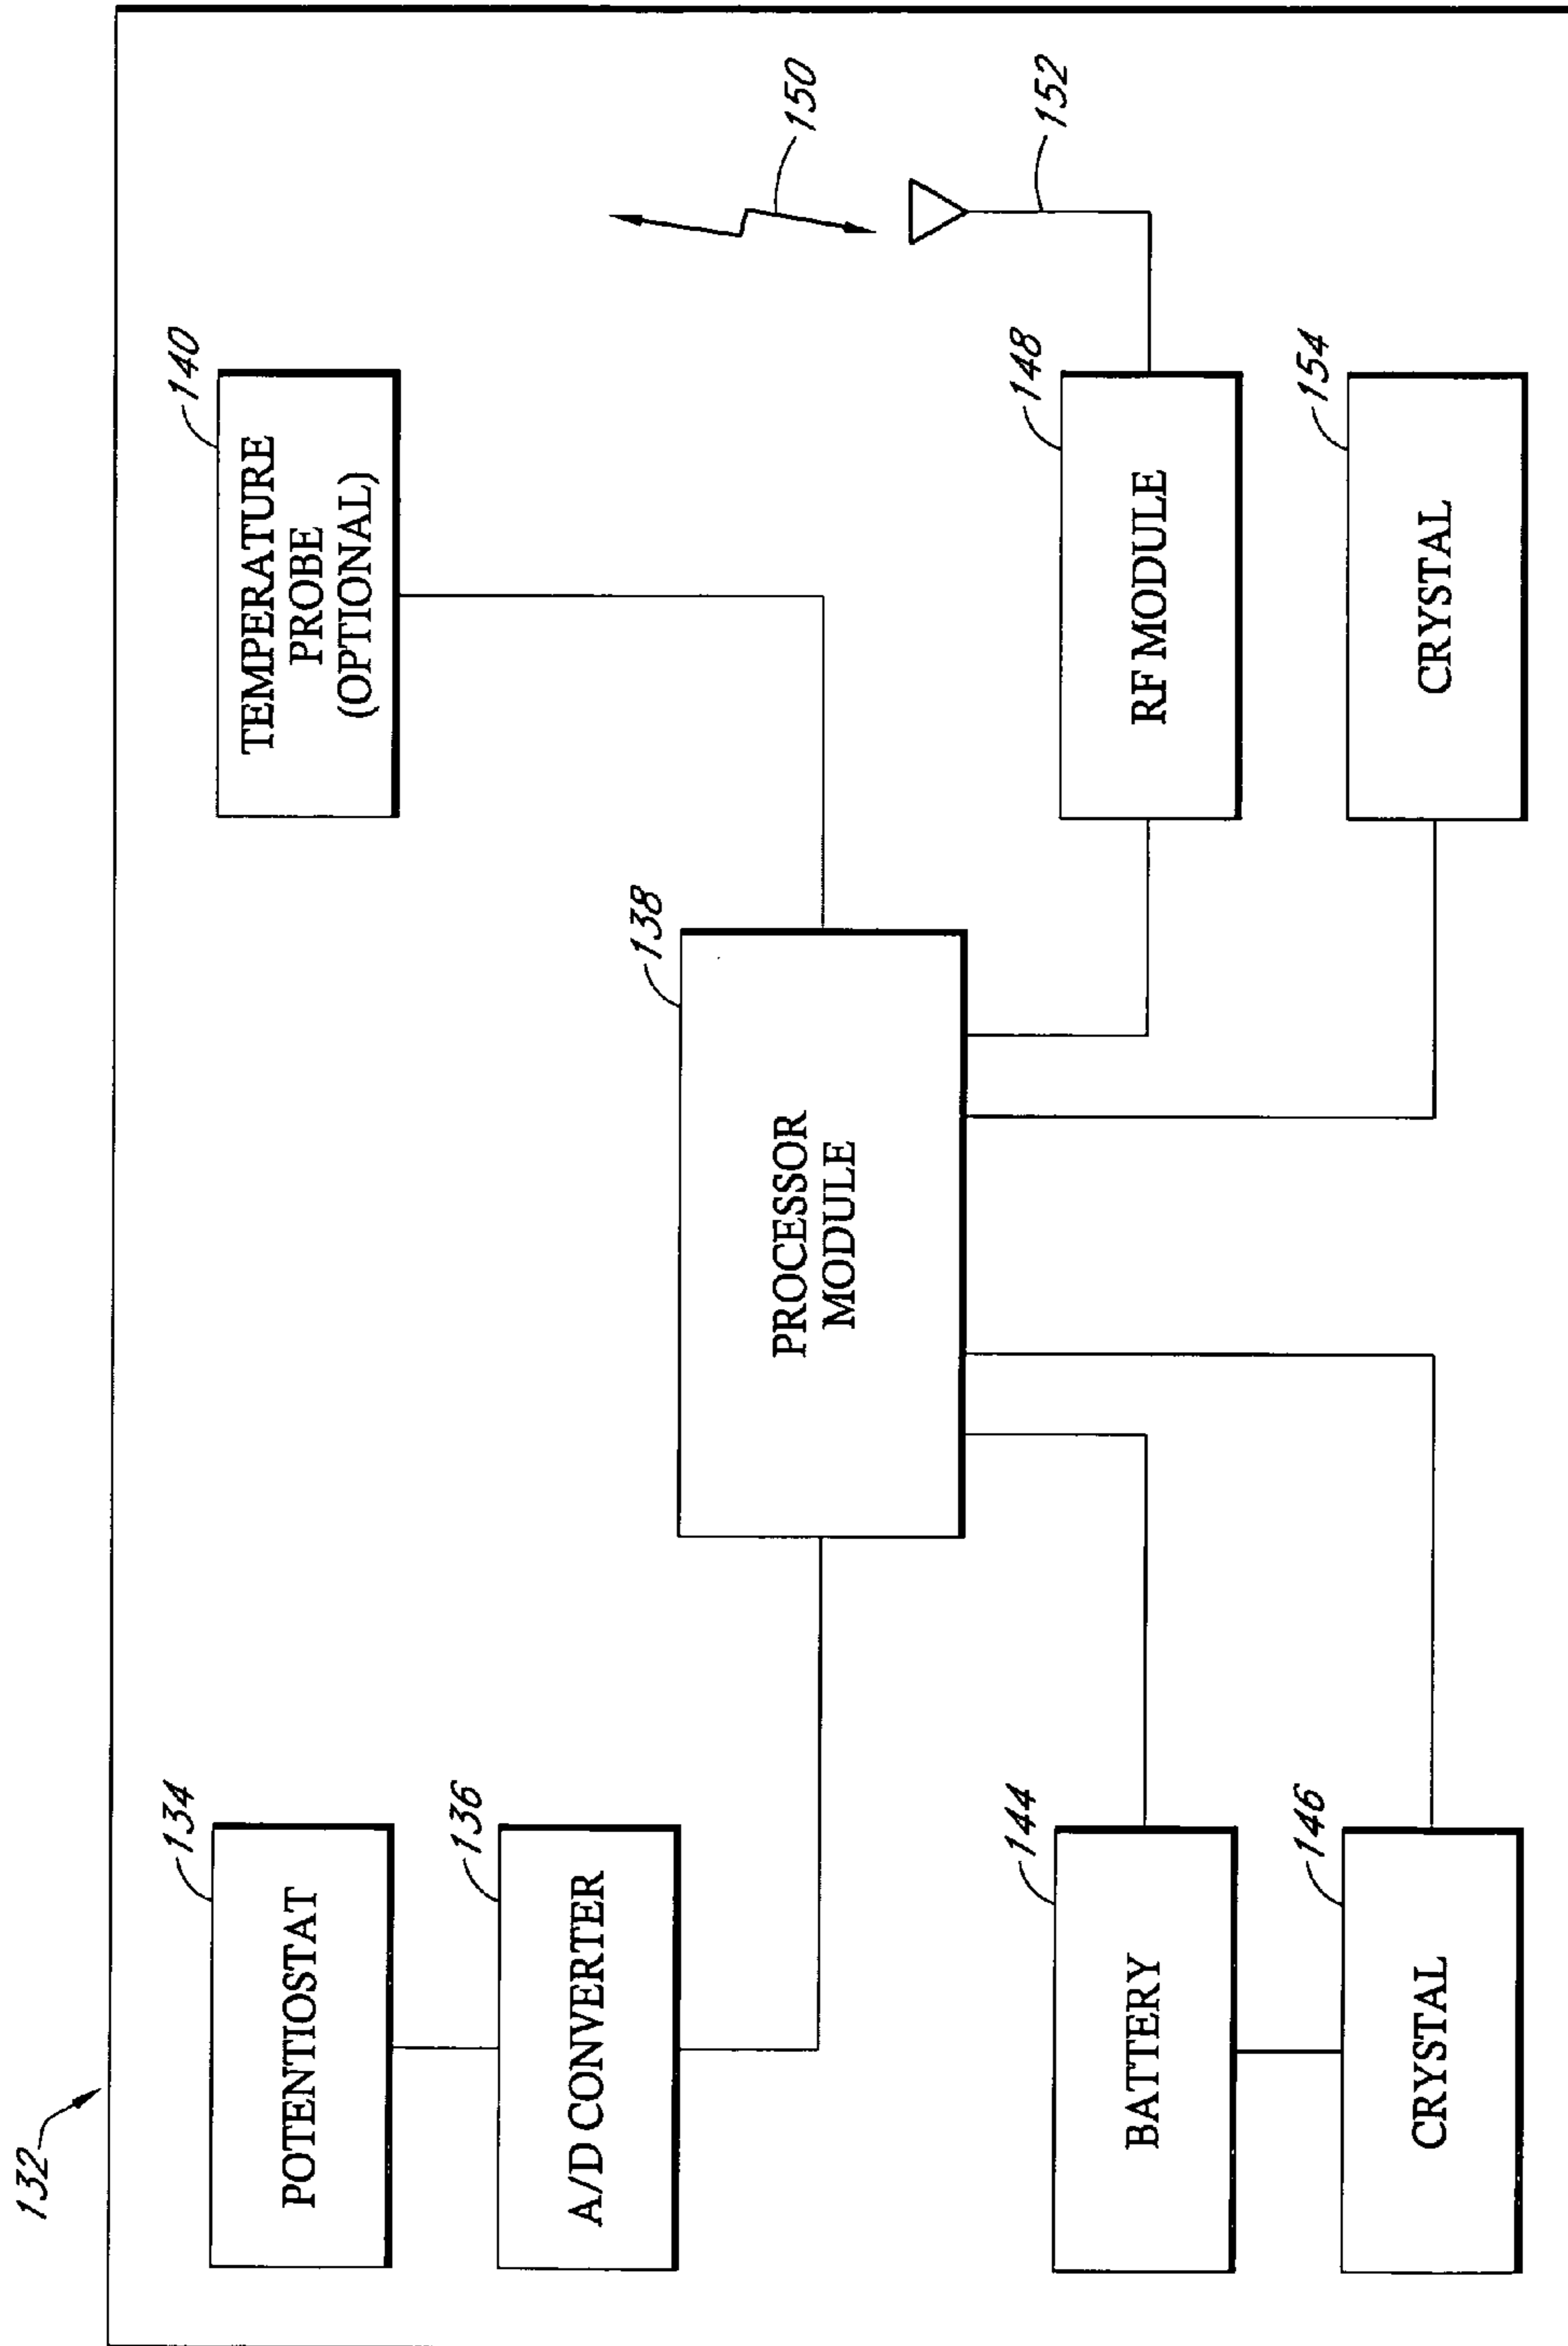 132
134
POTENTIOSTAT
140
TEMPERATURE
PROBE
(OPTIONAL)
136
A/D CONVERTER
138
PROCESSOR
MODULE
150
152
144
BATTERY
148
RF MODULE
146
CRYSTAL
154
CRYSTAL